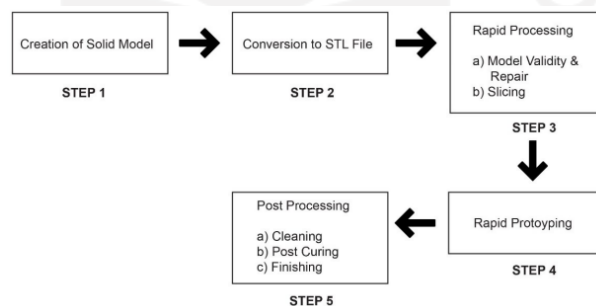 Creation of Solid Model
STEP 1
Conversion to STL File
STEP 2
Rapid Processing
a) Model Validity &
Repair
b) Slicing
STEP 3
Rapid Protoyping
STEP 4
Post Processing
a) Cleaning
b) Post Curing
c) Finishing
STEP 5